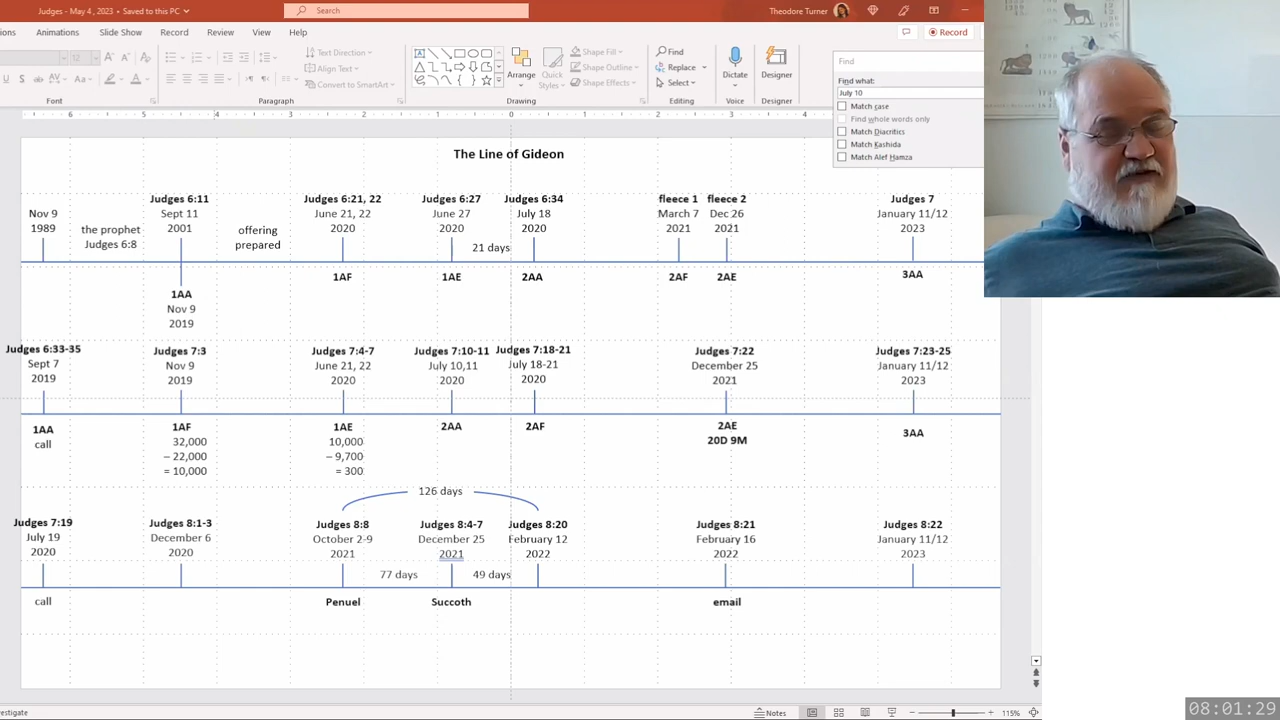 Judges - May 4 , 2023 • Saved to this PC
Search
Theodore Turner
ions Animations Slide Show Record Review View Help
Record
Text Direction
Align Text
Convert to SmartArt
Arrange
Quick Styles
Shape Fill
Shape Outline
Shape Effects
Find
Replace
Select
Dictate
Designer
Font Paragraph Drawing Editing Voice Designer
Find
Find what:
July 10
Match case
Find whole words only
Match Diacritics
Match Kashida
Match Alef Hamza
6 5 4 3 2 1 0 1 2 3 4
The Line of Gideon
Nov 9
1989
the prophet
Judges 6:8
Judges 6:11
Sept 11
2001
offering
prepared
Judges 6:21, 22
June 21, 22
2020
Judges 6:27
June 27
2020
21 days
Judges 6:34
July 18
2020
fleece 1
March 7
2021
fleece 2
Dec 26
2021
Judges 7
January 11/12
2023
1AA
Nov 9
2019
1AF
1AE
2AA
2AF
2AE
3AA
Judges 6:33-35
Sept 7
2019
Judges 7:3
Nov 9
2019
Judges 7:4-7
June 21, 22
2020
Judges 7:10-11
July 10,11
2020
Judges 7:18-21
July 18-21
2020
Judges 7:22
December 25
2021
Judges 7:23-25
January 11/12
2023
1AA
call
1AF
32,000
– 22,000
= 10,000
1AE
10,000
– 9,700
= 300
2AA
2AF
2AE
20D 9M
3AA
126 days
Judges 7:19
July 19
2020
Judges 8:1-3
December 6
2020
Judges 8:8
October 2-9
2021
77 days
Judges 8:4-7
December 25
2021
49 days
Judges 8:20
February 12
2022
Judges 8:21
February 16
2022
Judges 8:22
January 11/12
2023
call
Penuel
Succoth
email
vestigate
Notes
115%
08:01:29